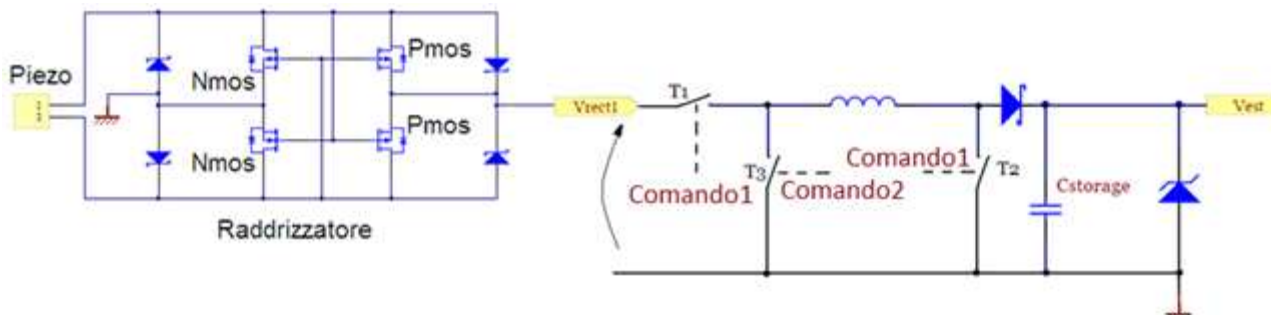 Piezo
Nmos
Pmos
Nmos
Pmos
Raddrizzatore
Vrect1
T1
Comando1
T3
Comando2
Comando1
T2
Cstorage
Vest